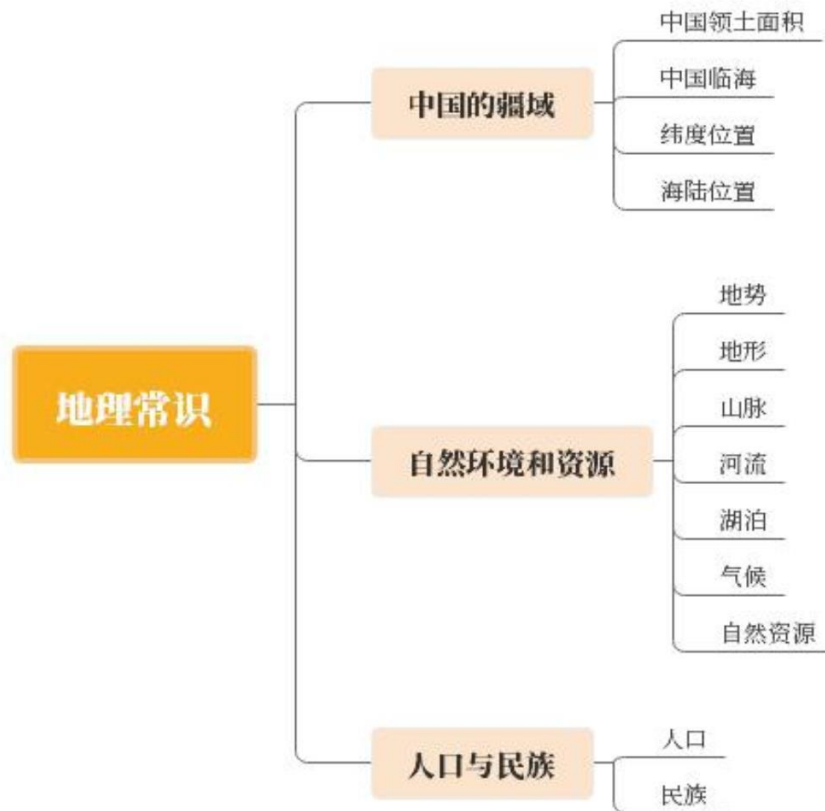 中国领土面积
中国的疆域
中国临海
纬度位置
海陆位置
地势
地形
地理常识
山脉
自然环境和资源
河流
湖泊
气候
自然资源
人口
人口与民族
民族